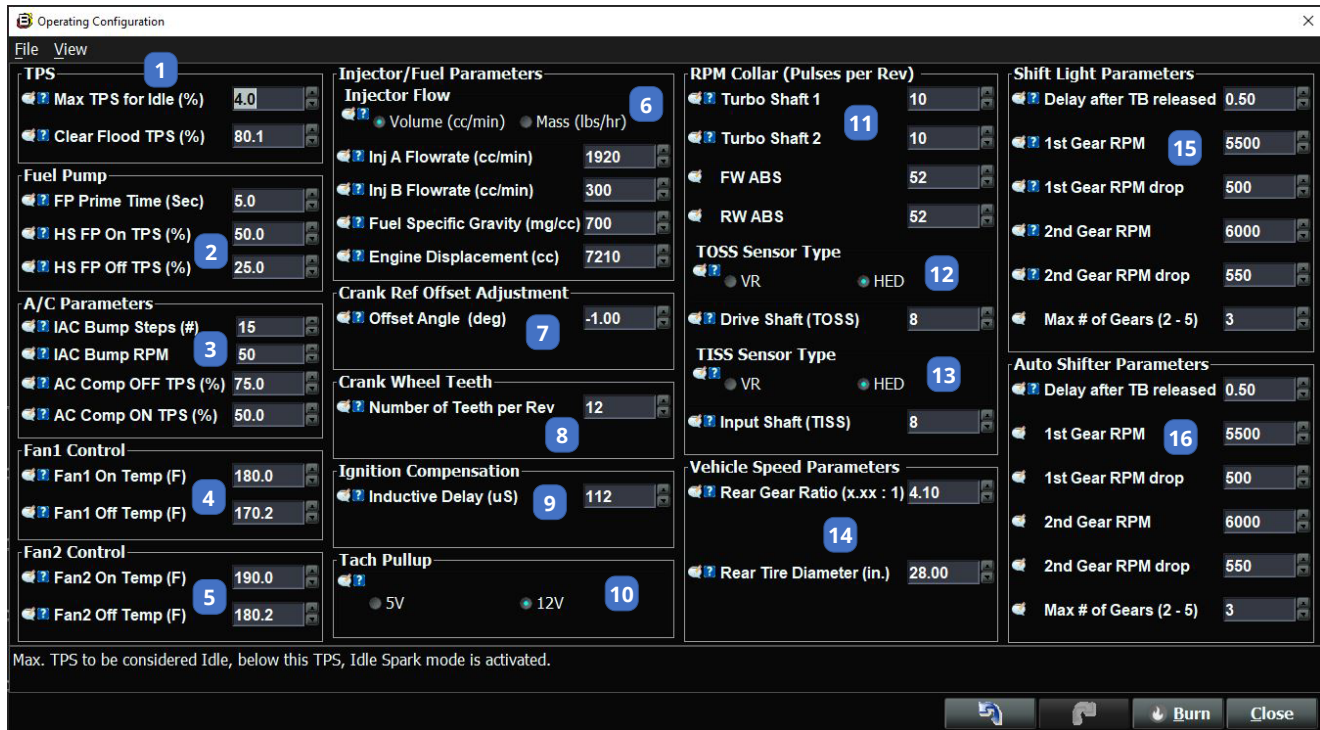 Operating Configuration
File View
1
TPS
Max TPS for Idle (%) 4.0
Clear Flood TPS (%) 80.1
Fuel Pump
FP Prime Time (Sec) 5.0
HS FP On TPS (%) 50.0
2
HS FP Off TPS (%) 25.0
A/C Parameters
IAC Bump Steps (#) 15
3
IAC Bump RPM 50
AC Comp OFF TPS (%) 75.0
AC Comp ON TPS (%) 50.0
Fan1 Control
Fan1 On Temp (F) 180.0
4
Fan1 Off Temp (F) 170.2
Fan2 Control
Fan2 On Temp (F) 190.0
5
Fan2 Off Temp (F) 180.2
Injector/Fuel Parameters
Injector Flow
6
Volume (cc/min) Mass (lbs/hr)
Inj A Flowrate (cc/min) 1920
Inj B Flowrate (cc/min) 300
Fuel Specific Gravity (mg/cc) 700
Engine Displacement (cc) 7210
Crank Ref Offset Adjustment
Offset Angle (deg) -1.00
7
Crank Wheel Teeth
Number of Teeth per Rev 12
8
Ignition Compensation
Inductive Delay (uS) 112
9
Tach Pullup
5V 12V
10
RPM Collar (Pulses per Rev)
Turbo Shaft 1 10
11
Turbo Shaft 2 10
FW ABS 52
RW ABS 52
TOSS Sensor Type
VR HED
12
Drive Shaft (TOSS) 8
TISS Sensor Type
VR HED
13
Input Shaft (TISS) 8
Vehicle Speed Parameters
Rear Gear Ratio (x.xx : 1) 4.10
14
Rear Tire Diameter (in.) 28.00
Shift Light Parameters
Delay after TB released 0.50
1st Gear RPM 5500
15
1st Gear RPM drop 500
2nd Gear RPM 6000
2nd Gear RPM drop 550
Max # of Gears (2 - 5) 3
Auto Shifter Parameters
Delay after TB released 0.50
1st Gear RPM 5500
16
1st Gear RPM drop 500
2nd Gear RPM 6000
2nd Gear RPM drop 550
Max # of Gears (2 - 5) 3
Max. TPS to be considered Idle, below this TPS, Idle Spark mode is activated.
Burn Close